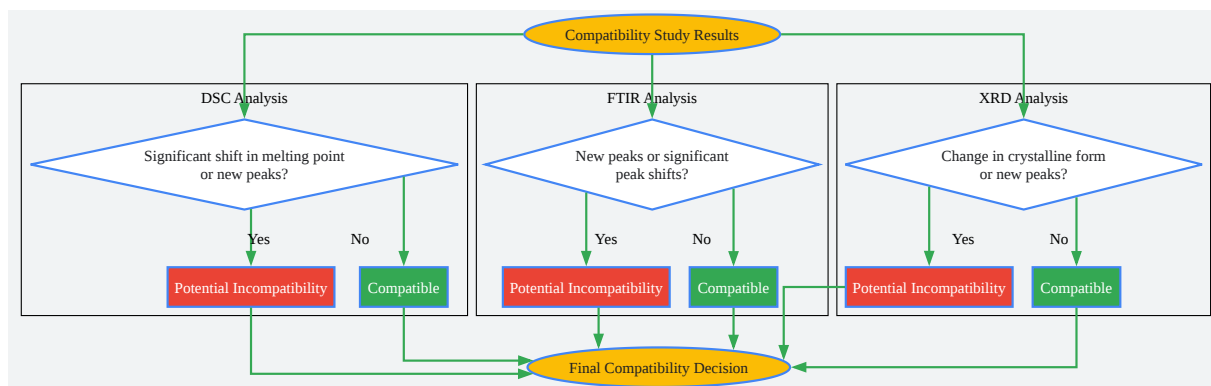 Compatibility Study Results
DSC Analysis
FTIR Analysis
XRD Analysis
Significant shift in melting point
or new peaks?
New peaks or significant
peak shifts?
Change in crystalline form
or new peaks?
Yes
No
Yes
No
Yes
No
Potential Incompatibility
Compatible
Potential Incompatibility
Compatible
Potential Incompatibility
Compatible
Final Compatibility Decision